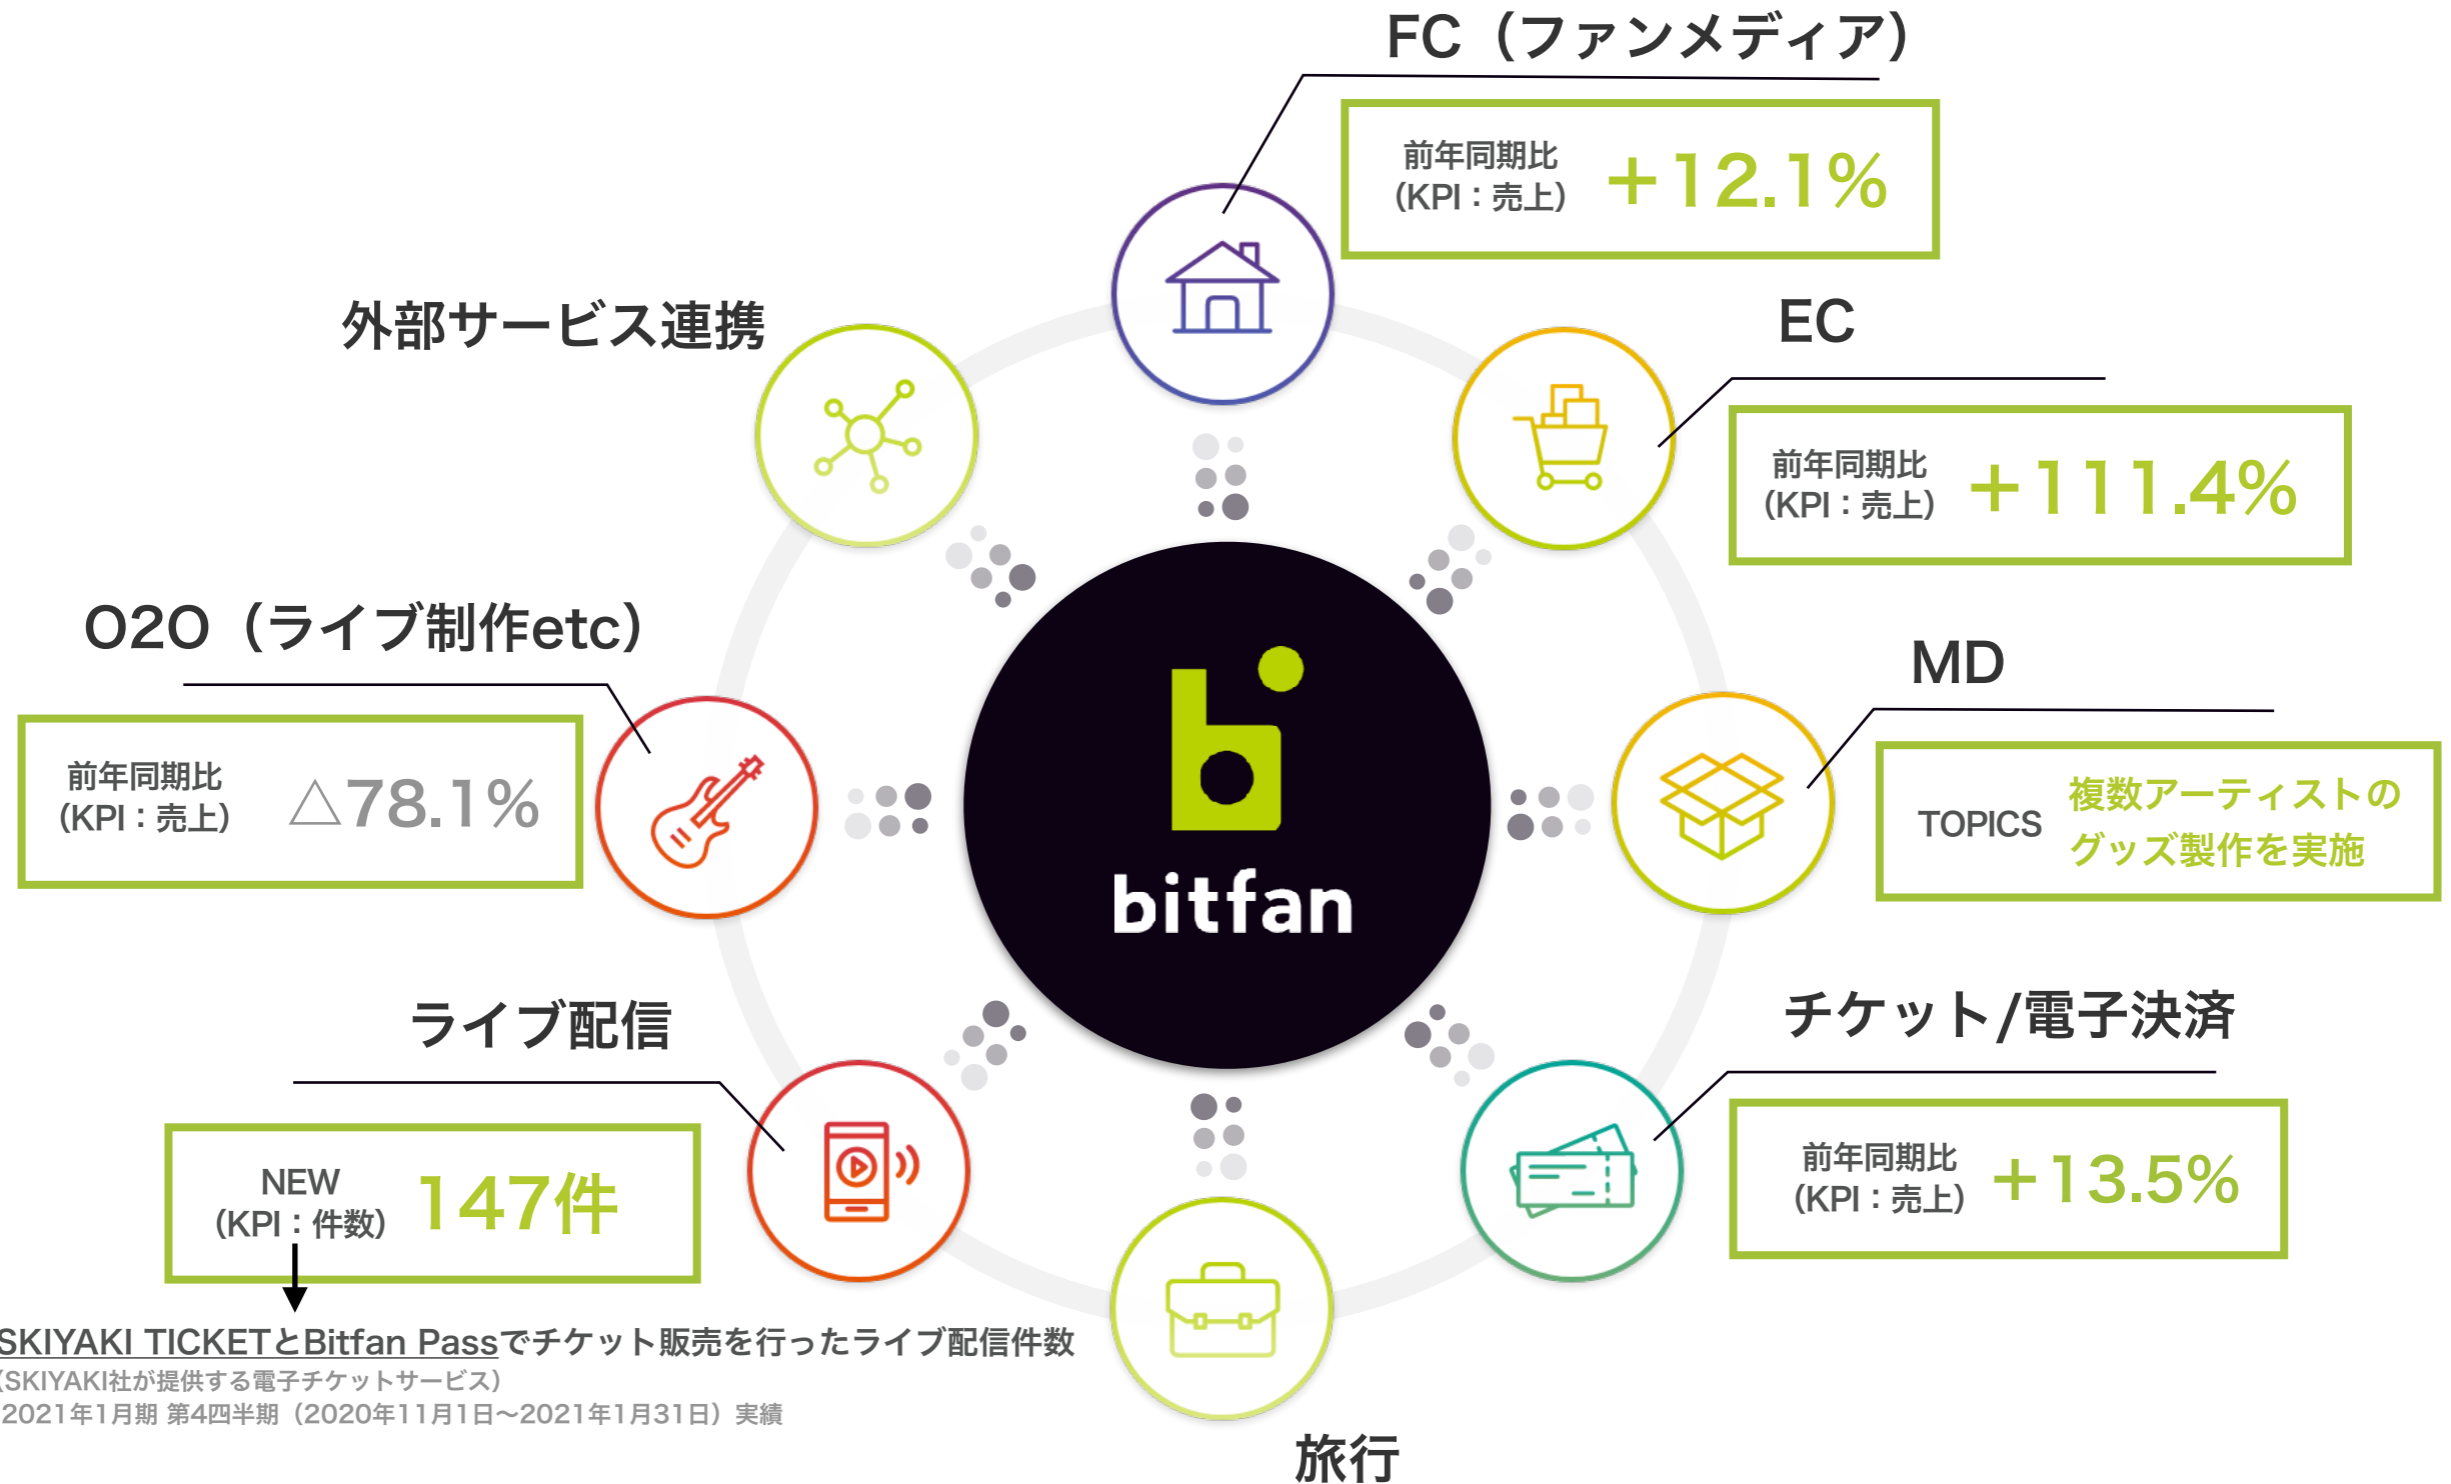 FC（ファンメディア）
前年同期比
（KPI：売上）
+12.1%
外部サービス連携
EC
前年同期比
（KPI：売上）
+111.4%
O2O（ライブ制作etc）
前年同期比
（KPI：売上）
△78.1%
MD
TOPICS
複数アーティストの
グッズ製作を実施
bitfan
ライブ配信
NEW
（KPI：件数）
147件
チケット/電子決済
前年同期比
（KPI：売上）
+13.5%
SKIYAKI TICKETとBitfan Passでチケット販売を行ったライブ配信件数
（SKIYAKI社が提供する電子チケットサービス）
2021年1月期 第4四半期（2020年11月1日〜2021年1月31日）実績
旅行